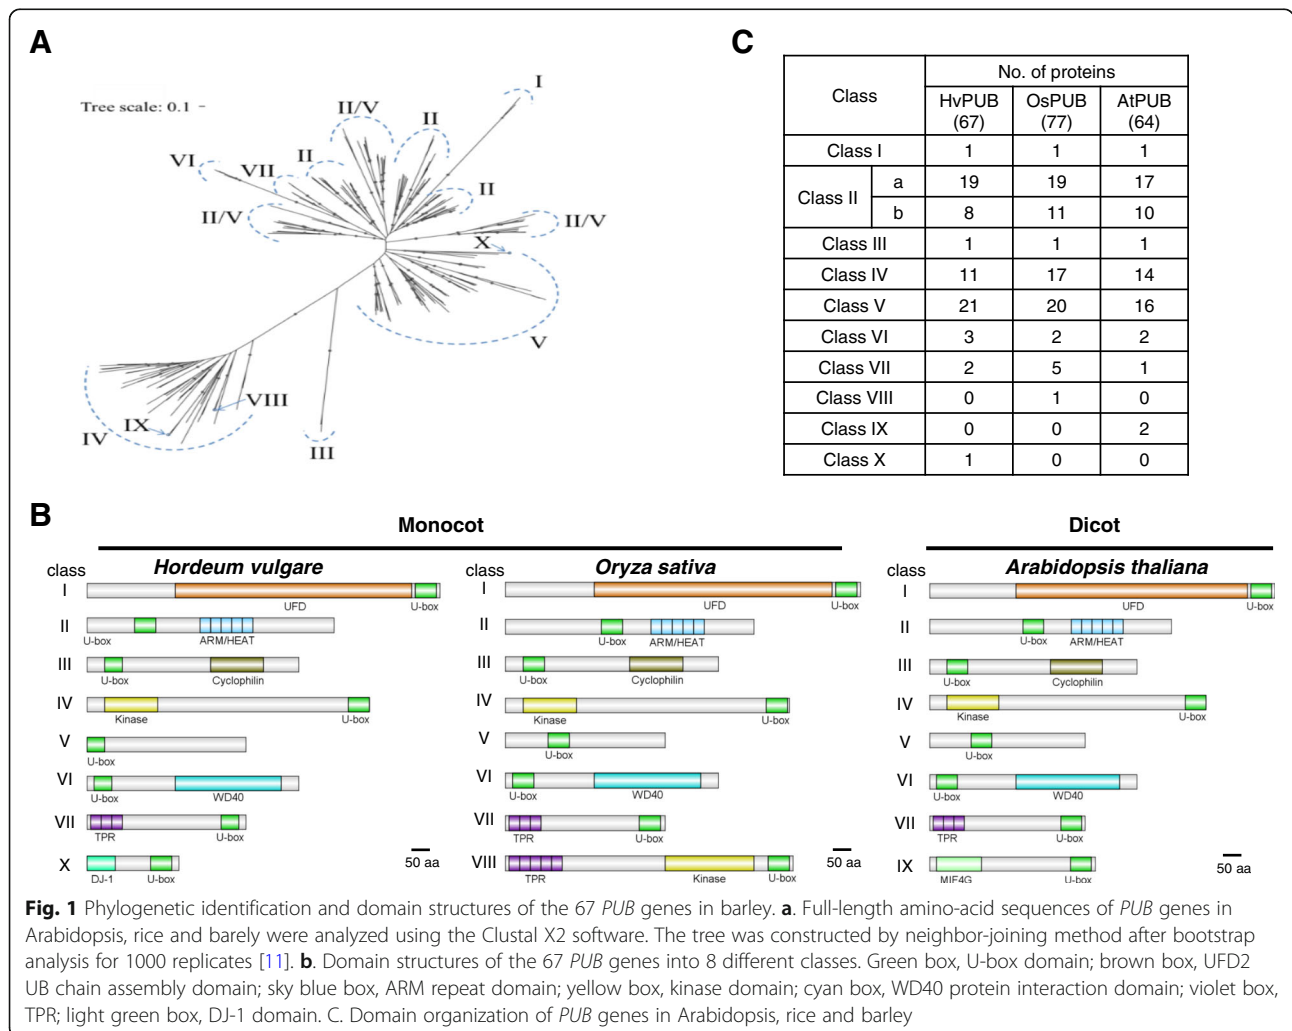 A
Tree scale: 0.1
I
II/V
II
II
VI
VII
II/V
II
II/V
X
V
VIII
IX
IV
III
C
Class No. of proteins
HvPUB (67) OsPUB (77) AtPUB (64)
Class I 1 1 1
Class II a 19 19 17
b 8 11 10
Class III 1 1 1
Class IV 11 17 14
Class V 21 20 16
Class VI 3 2 2
Class VII 2 5 1
Class VIII 0 1 0
Class IX 0 0 2
Class X 1 0 0
B
Monocot Dicot
class Hordeum vulgare class Oryza sativa class Arabidopsis thaliana
I UFD U-box
II U-box ARM/HEAT
III U-box Cyclophilin
IV Kinase U-box
V U-box
VI U-box WD40
VII TPR U-box
X DJ-1 U-box
50 aa
I UFD U-box
II U-box ARM/HEAT
III U-box Cyclophilin
IV Kinase U-box
V U-box
VI U-box WD40
VII TPR U-box
VIII TPR Kinase U-box
50 aa
I UFD U-box
II U-box ARM/HEAT
III U-box Cyclophilin
IV Kinase U-box
V U-box
VI U-box WD40
VII TPR U-box
IX MIF4G U-box
50 aa
Fig. 1 Phylogenetic identification and domain structures of the 67 PUB genes in barley. a. Full-length amino-acid sequences of PUB genes in
Arabidopsis, rice and barely were analyzed using the Clustal X2 software. The tree was constructed by neighbor-joining method after bootstrap
analysis for 1000 replicates [11]. b. Domain structures of the 67 PUB genes into 8 different classes. Green box, U-box domain; brown box, UFD2
UB chain assembly domain; sky blue box, ARM repeat domain; yellow box, kinase domain; cyan box, WD40 protein interaction domain; violet box,
TPR; light green box, DJ-1 domain. C. Domain organization of PUB genes in Arabidopsis, rice and barley